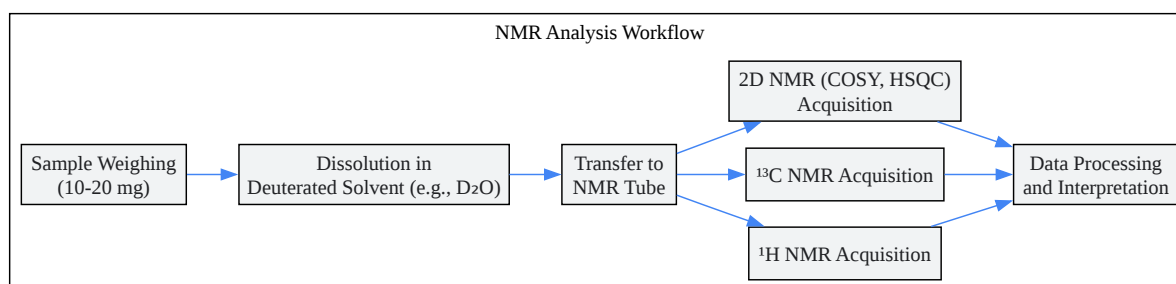 NMR Analysis Workflow
Sample Weighing
(10-20 mg)
Dissolution in
Deuterated Solvent (e.g., D₂O)
Transfer to
NMR Tube
2D NMR (COSY, HSQC)
Acquisition
¹³C NMR Acquisition
¹H NMR Acquisition
Data Processing
and Interpretation